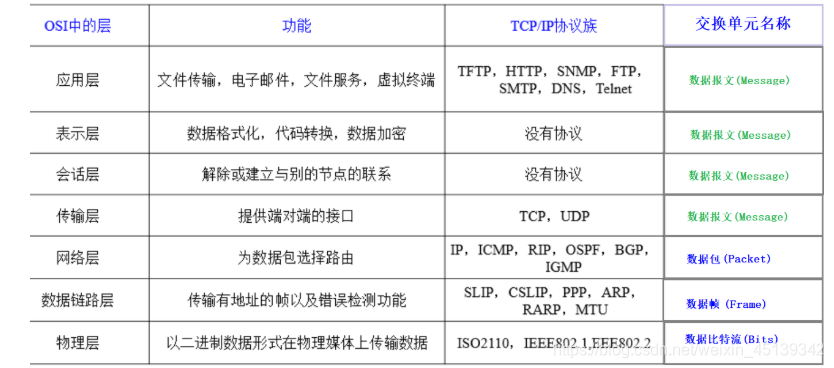 OSI中的层 功能 TCP/IP协议族 交换单元名称
应用层 文件传输，电子邮件，文件服务，虚拟终端 TFTP，HTTP，SNMP，FTP，
SMTP，DNS，Telnet 数据报文(Message)
表示层 数据格式化，代码转换，数据加密 没有协议 数据报文(Message)
会话层 解除或建立与别的节点的联系 没有协议 数据报文(Message)
传输层 提供端对端的接口 TCP，UDP 数据报文(Message)
网络层 为数据包选择路由 IP，ICMP，RIP，OSPF，BGP，
IGMP 数据包(Packet)
数据链路层 传输有地址的帧以及错误检测功能 SLIP，CSLIP，PPP，ARP，
RARP，MTU 数据帧 (Frame)
物理层 以二进制数据形式在物理媒体上传输数据 ISO2110，IEEE802.1,EEE802.2 数据比特流(Bits)
https://blog.csdn.net/weixin_45139342